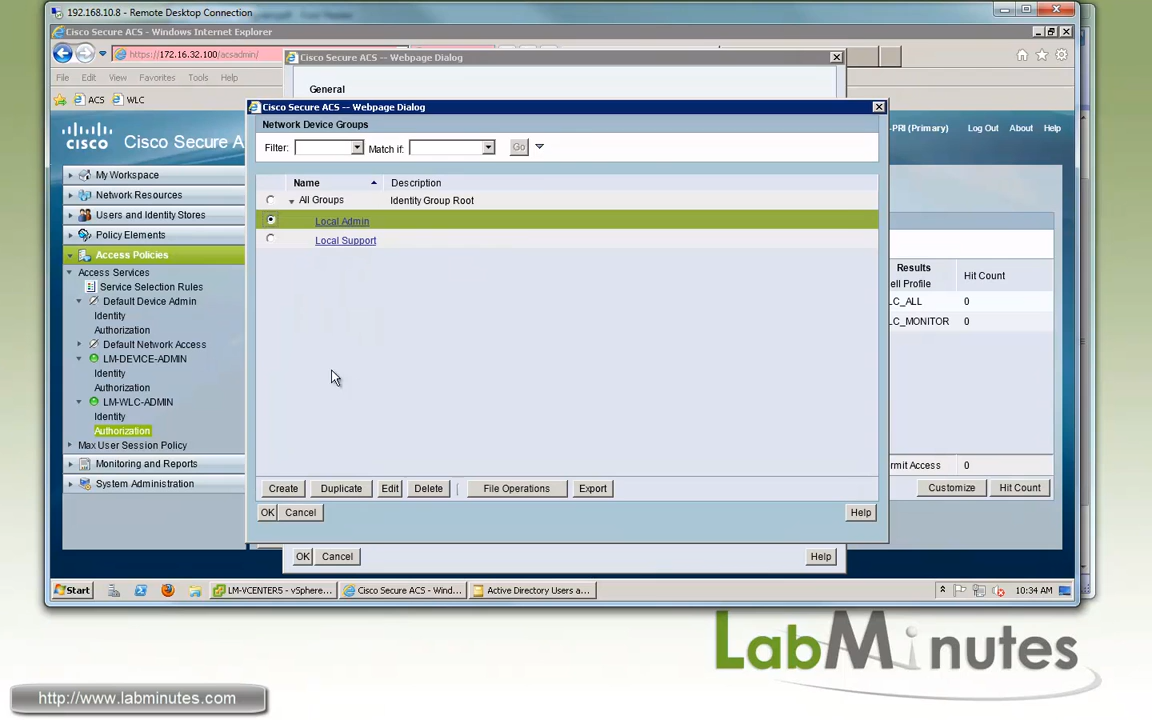 192.168.10.8 - Remote Desktop Connection
Cisco Secure ACS - Windows Internet Explorer
https://172.16.32.100/acsadmin/
Cisco Secure ACS -- Webpage Dialog
File Edit View Favorites Tools Help
General
ACS WLC
Cisco Secure ACS -- Webpage Dialog
Network Device Groups
cisco Cisco Secure A
-PRI (Primary) Log Out About Help
Filter: Match if: Go
My Workspace
Network Resources
Users and Identity Stores
Policy Elements
Access Policies
Access Services
Service Selection Rules
Default Device Admin
Identity
Authorization
Default Network Access
LM-DEVICE-ADMIN
Identity
Authorization
LM-WLC-ADMIN
Identity
Authorization
Max User Session Policy
Monitoring and Reports
System Administration
Name Description
All Groups Identity Group Root
Local Admin
Local Support
Results
ell Profile Hit Count
LC_ALL 0
LC_MONITOR 0
rmit Access 0
Customize Hit Count
Create Duplicate Edit Delete | File Operations Export
OK Cancel Help
OK Cancel Help
Start LM-VCENTER5 - vSphere... Cisco Secure ACS - Wind... Active Directory Users a... 10:34 AM
LabMinutes
http://www.labminutes.com